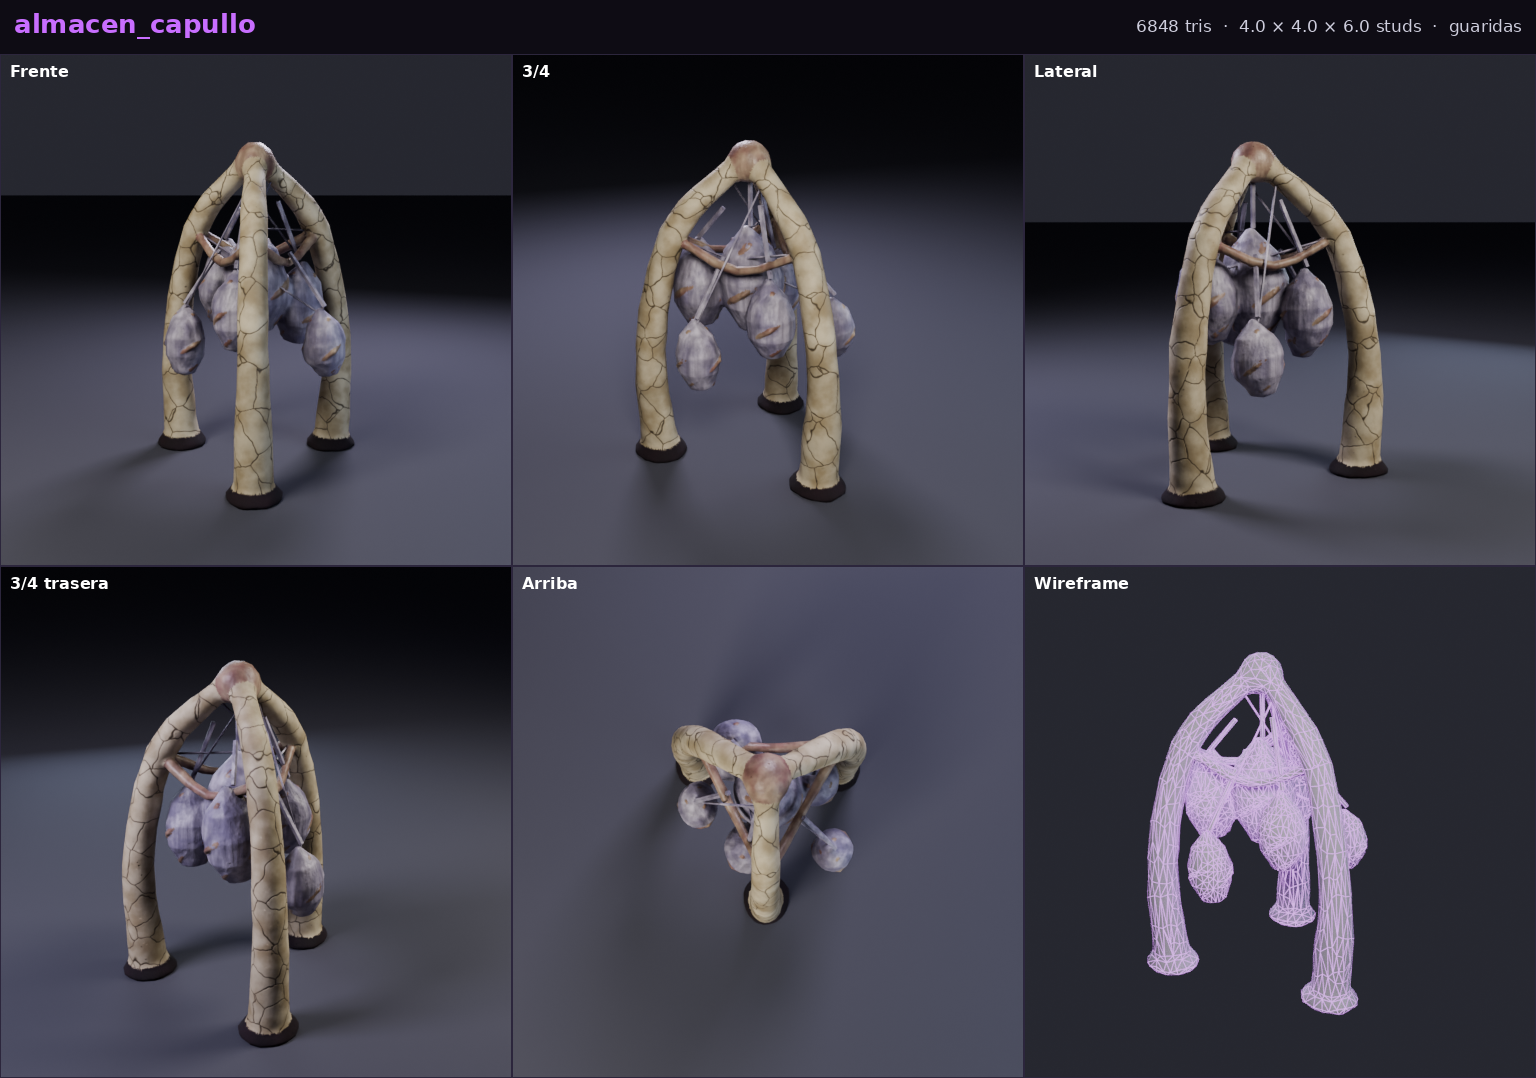 almacen_capullo
6848 tris · 4.0 × 4.0 × 6.0 studs · guaridas
Frente
3/4
Lateral
3/4 trasera
Arriba
Wireframe